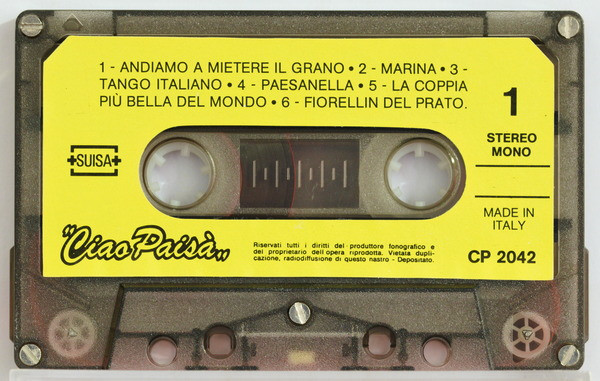 1 - ANDIAMO A MIETERE IL GRANO • 2 - MARINA • 3 -
TANGO ITALIANO • 4 - PAESANELLA • 5 - LA COPPIA
PIÙ BELLA DEL MONDO • 6 - FIORELLIN DEL PRATO.
1
STEREO
MONO
SUISA
MADE IN
ITALY
"Ciao Paisà"
Riservati tutti i diritti del produttore fonografico e
del proprietario dell'opera riprodotta. Vietata dupli-
cazione, radiodiffusione di questo nastro - Depositato.
CP 2042